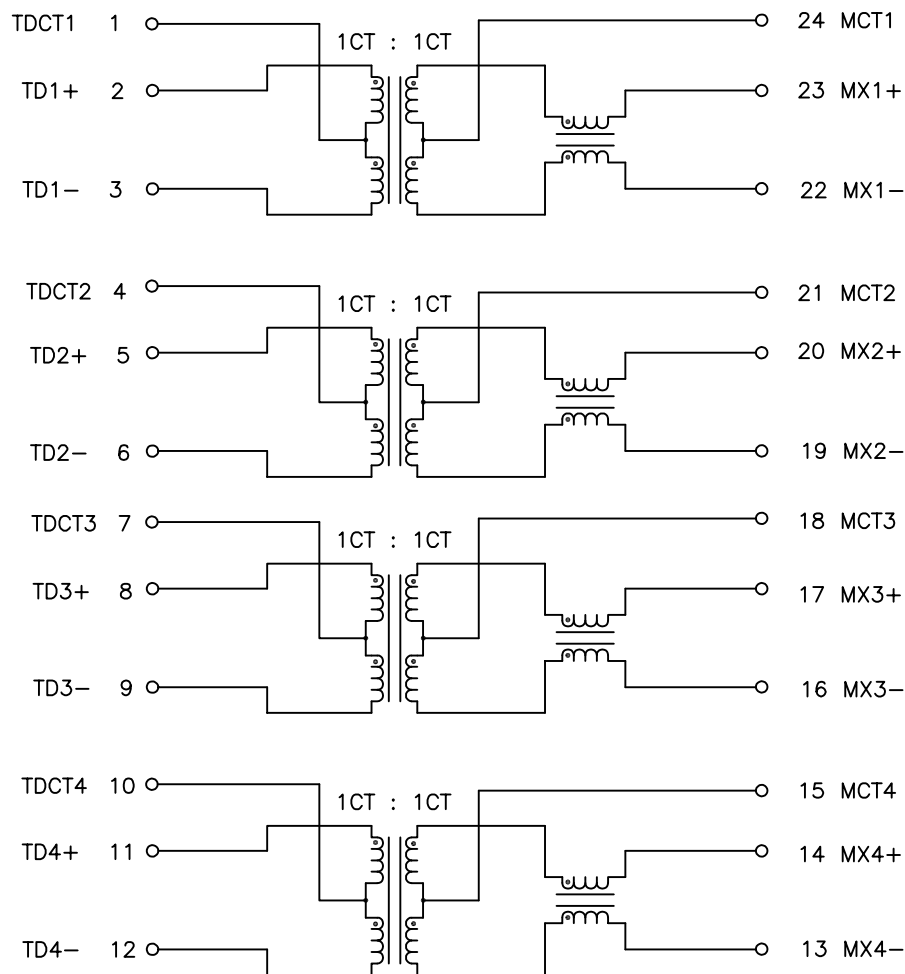 TDCT1 1 24 MCT1
1CT : 1CT
TD1+ 2 23 MX1+
TD1− 3 22 MX1−
TDCT2 4 21 MCT2
1CT : 1CT
TD2+ 5 20 MX2+
TD2− 6 19 MX2−
TDCT3 7 18 MCT3
1CT : 1CT
TD3+ 8 17 MX3+
TD3− 9 16 MX3−
TDCT4 10 15 MCT4
1CT : 1CT
TD4+ 11 14 MX4+
TD4− 12 13 MX4−